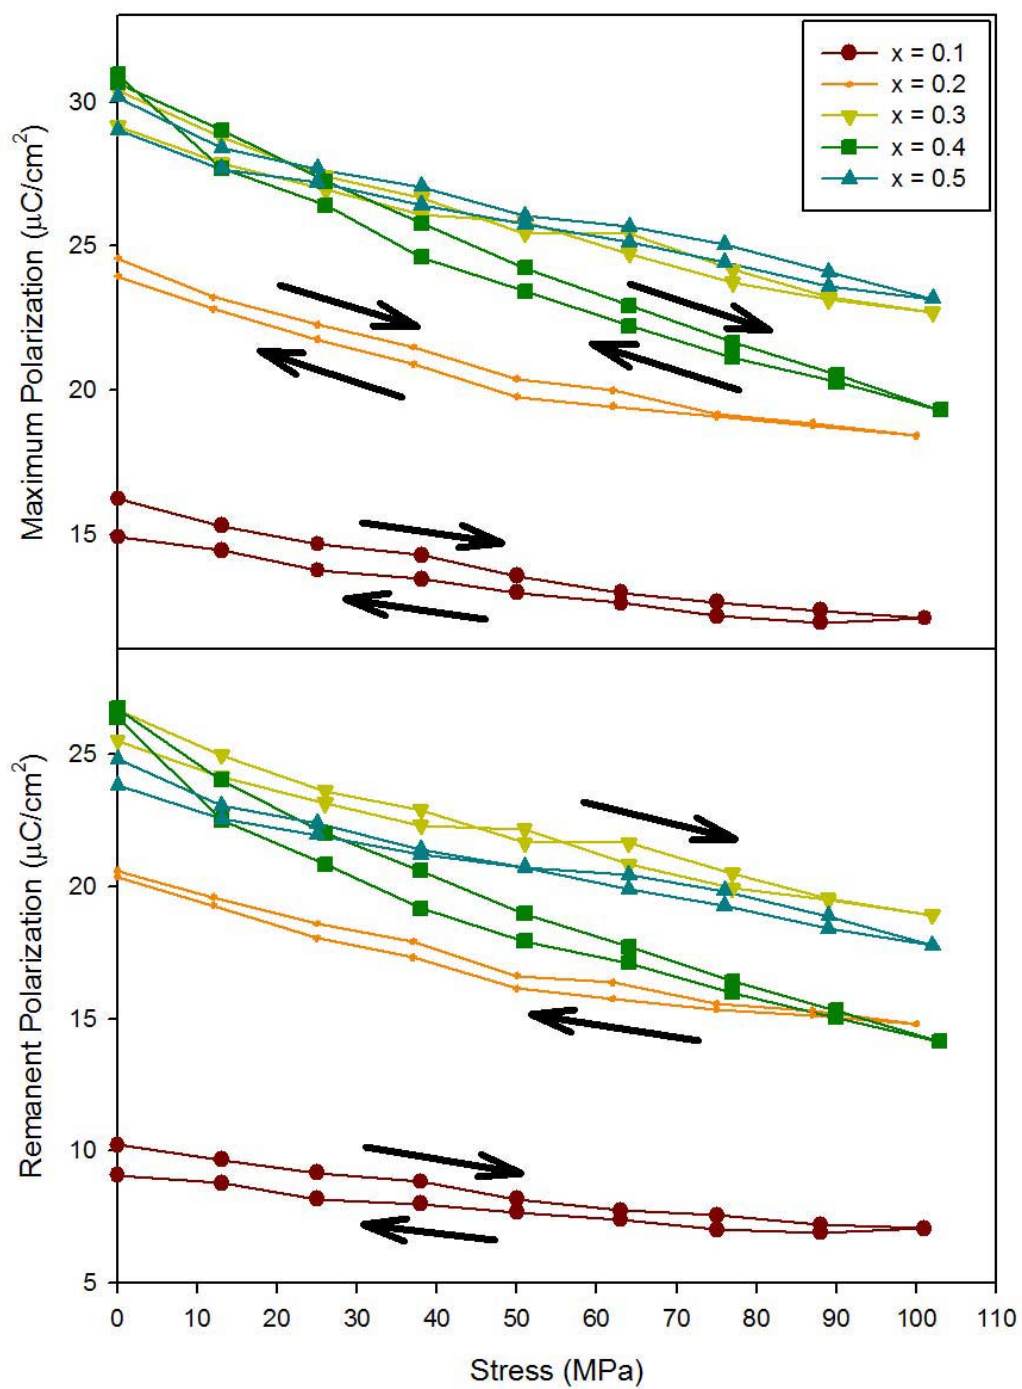 Maximum Polarization (μC/cm²)
30
25
20
15
x = 0.1
x = 0.2
x = 0.3
x = 0.4
x = 0.5
Remanent Polarization (μC/cm²)
25
20
15
10
5
0 10 20 30 40 50 60 70 80 90 100 110
Stress (MPa)